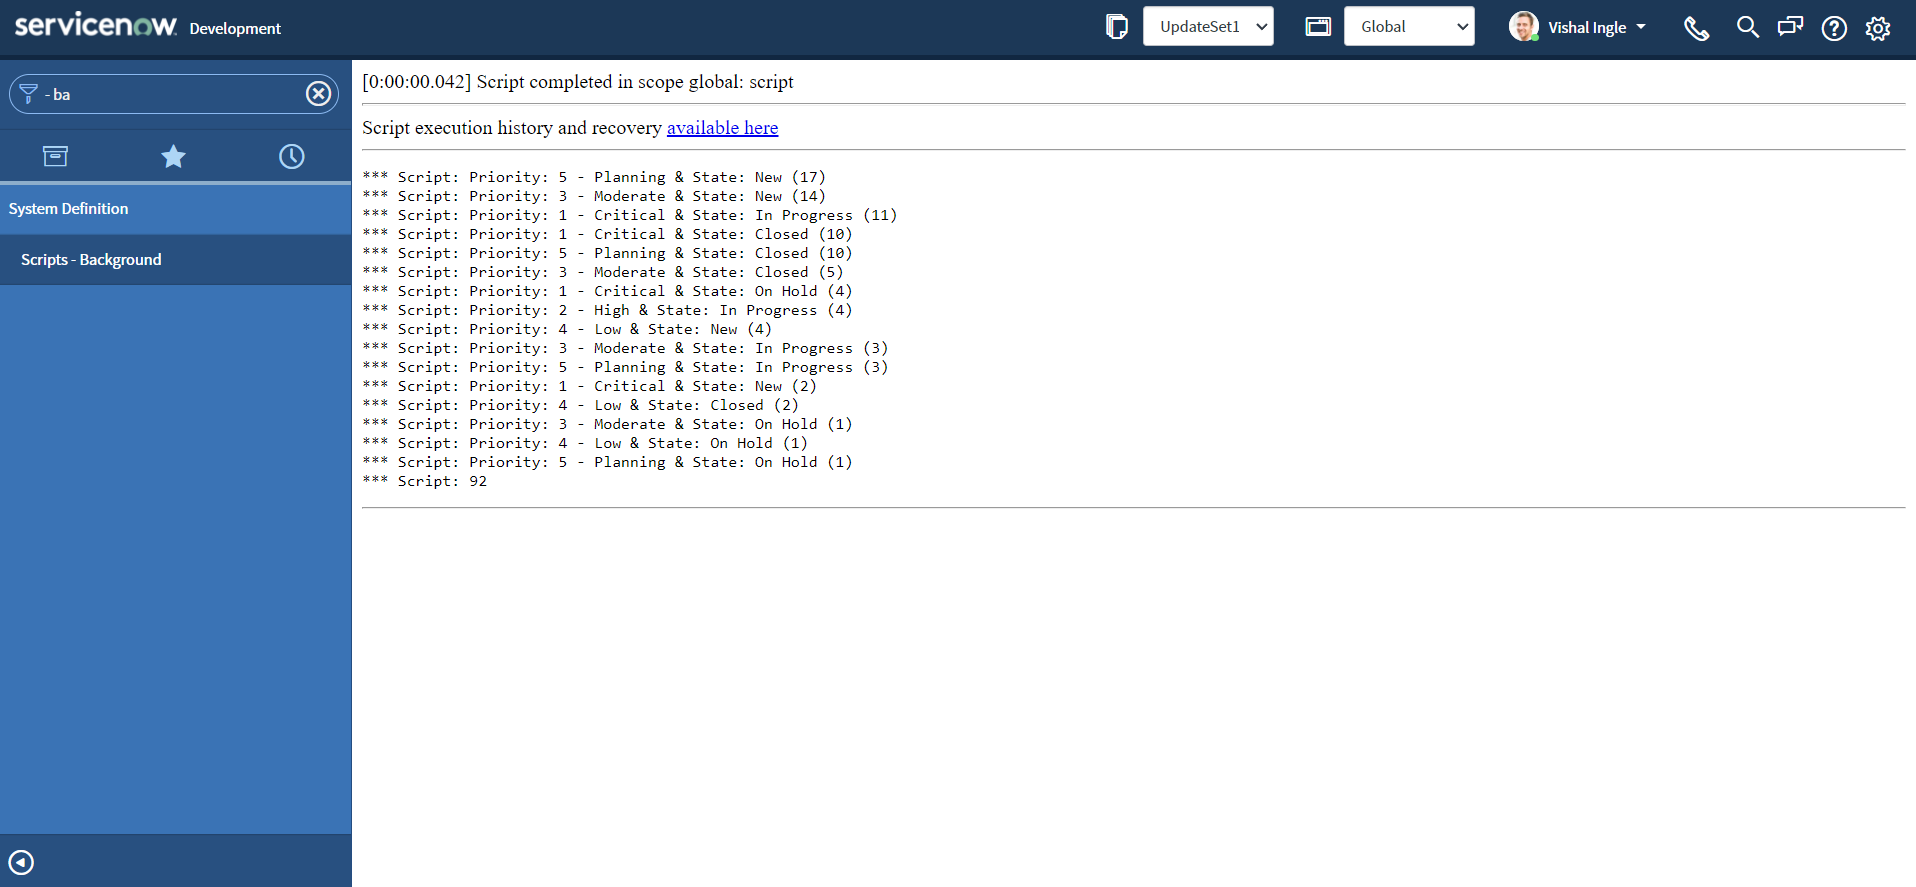 servicenow. Development
UpdateSet1
Global
Vishal Ingle
- ba
System Definition
Scripts - Background
[0:00:00.042] Script completed in scope global: script
Script execution history and recovery available here
*** Script: Priority: 5 - Planning & State: New (17)
*** Script: Priority: 3 - Moderate & State: New (14)
*** Script: Priority: 1 - Critical & State: In Progress (11)
*** Script: Priority: 1 - Critical & State: Closed (10)
*** Script: Priority: 5 - Planning & State: Closed (10)
*** Script: Priority: 3 - Moderate & State: Closed (5)
*** Script: Priority: 1 - Critical & State: On Hold (4)
*** Script: Priority: 2 - High & State: In Progress (4)
*** Script: Priority: 4 - Low & State: New (4)
*** Script: Priority: 3 - Moderate & State: In Progress (3)
*** Script: Priority: 5 - Planning & State: In Progress (3)
*** Script: Priority: 1 - Critical & State: New (2)
*** Script: Priority: 4 - Low & State: Closed (2)
*** Script: Priority: 3 - Moderate & State: On Hold (1)
*** Script: Priority: 4 - Low & State: On Hold (1)
*** Script: Priority: 5 - Planning & State: On Hold (1)
*** Script: 92